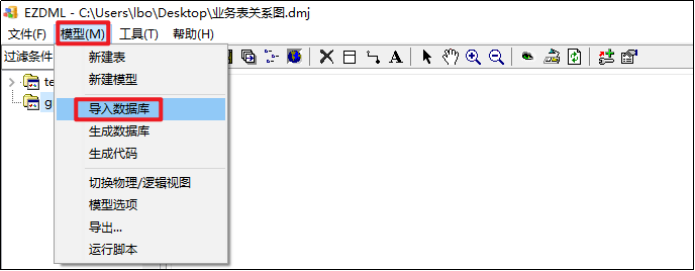 EZDML - C:\Users\lbo\Desktop\业务表关系图.dmj
文件(F) 模型(M) 工具(T) 帮助(H)
过滤条件
新建表
te
新建模型
g
导入数据库
生成数据库
生成代码
切换物理/逻辑视图
模型选项
导出...
运行脚本